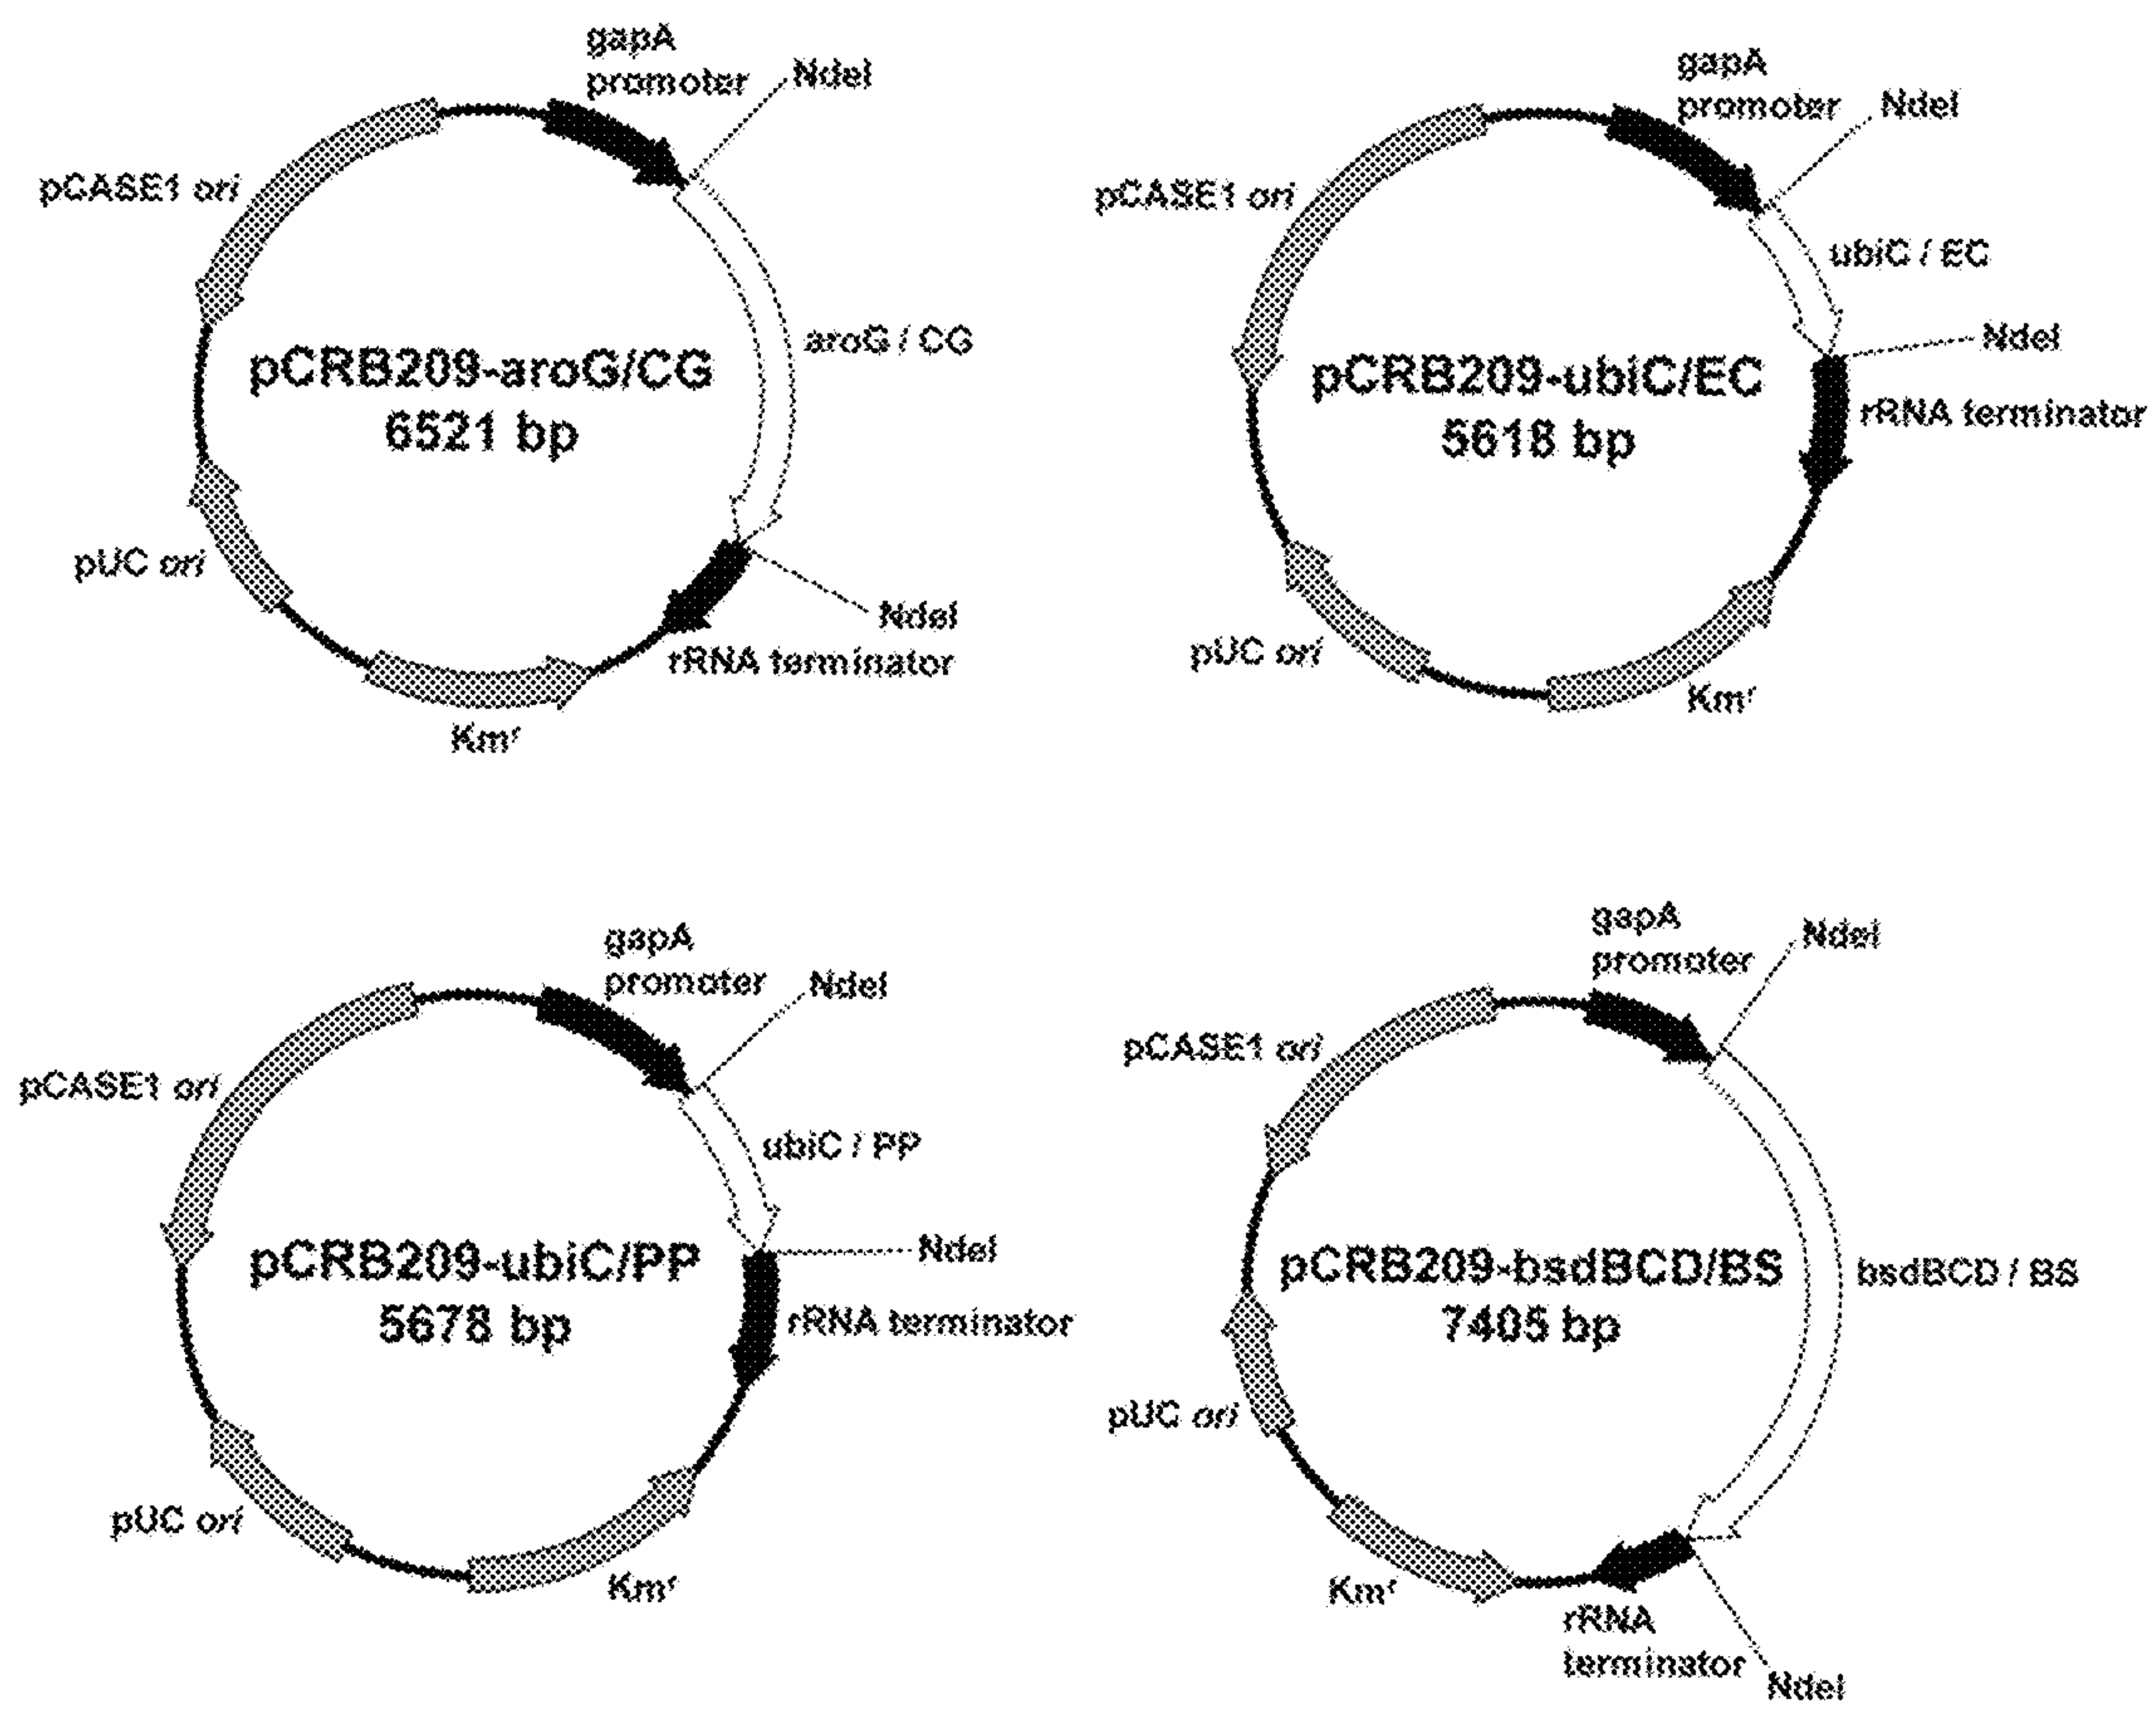 gapA
promoter
NdeI
pCASE1 ori
aroG / CG
pCRB209-aroG/CG
6521 bp
pUC ori
NdeI
rRNA terminator
Kmr
gapA
promoter
NdeI
pCASE1 ori
ubiC / EC
NdeI
pCRB209-ubiC/EC
5618 bp
rRNA terminator
pUC ori
Kmr
gapA
promoter
NdeI
pCASE1 ori
ubiC / PP
NdeI
pCRB209-ubiC/PP
5678 bp
rRNA terminator
pUC ori
Kmr
gapA
promoter
NdeI
pCASE1 ori
pCRB209-bsdBCD/BS
7405 bp
bsdBCD / BS
pUC ori
Kmr
rRNA
terminator
NdeI